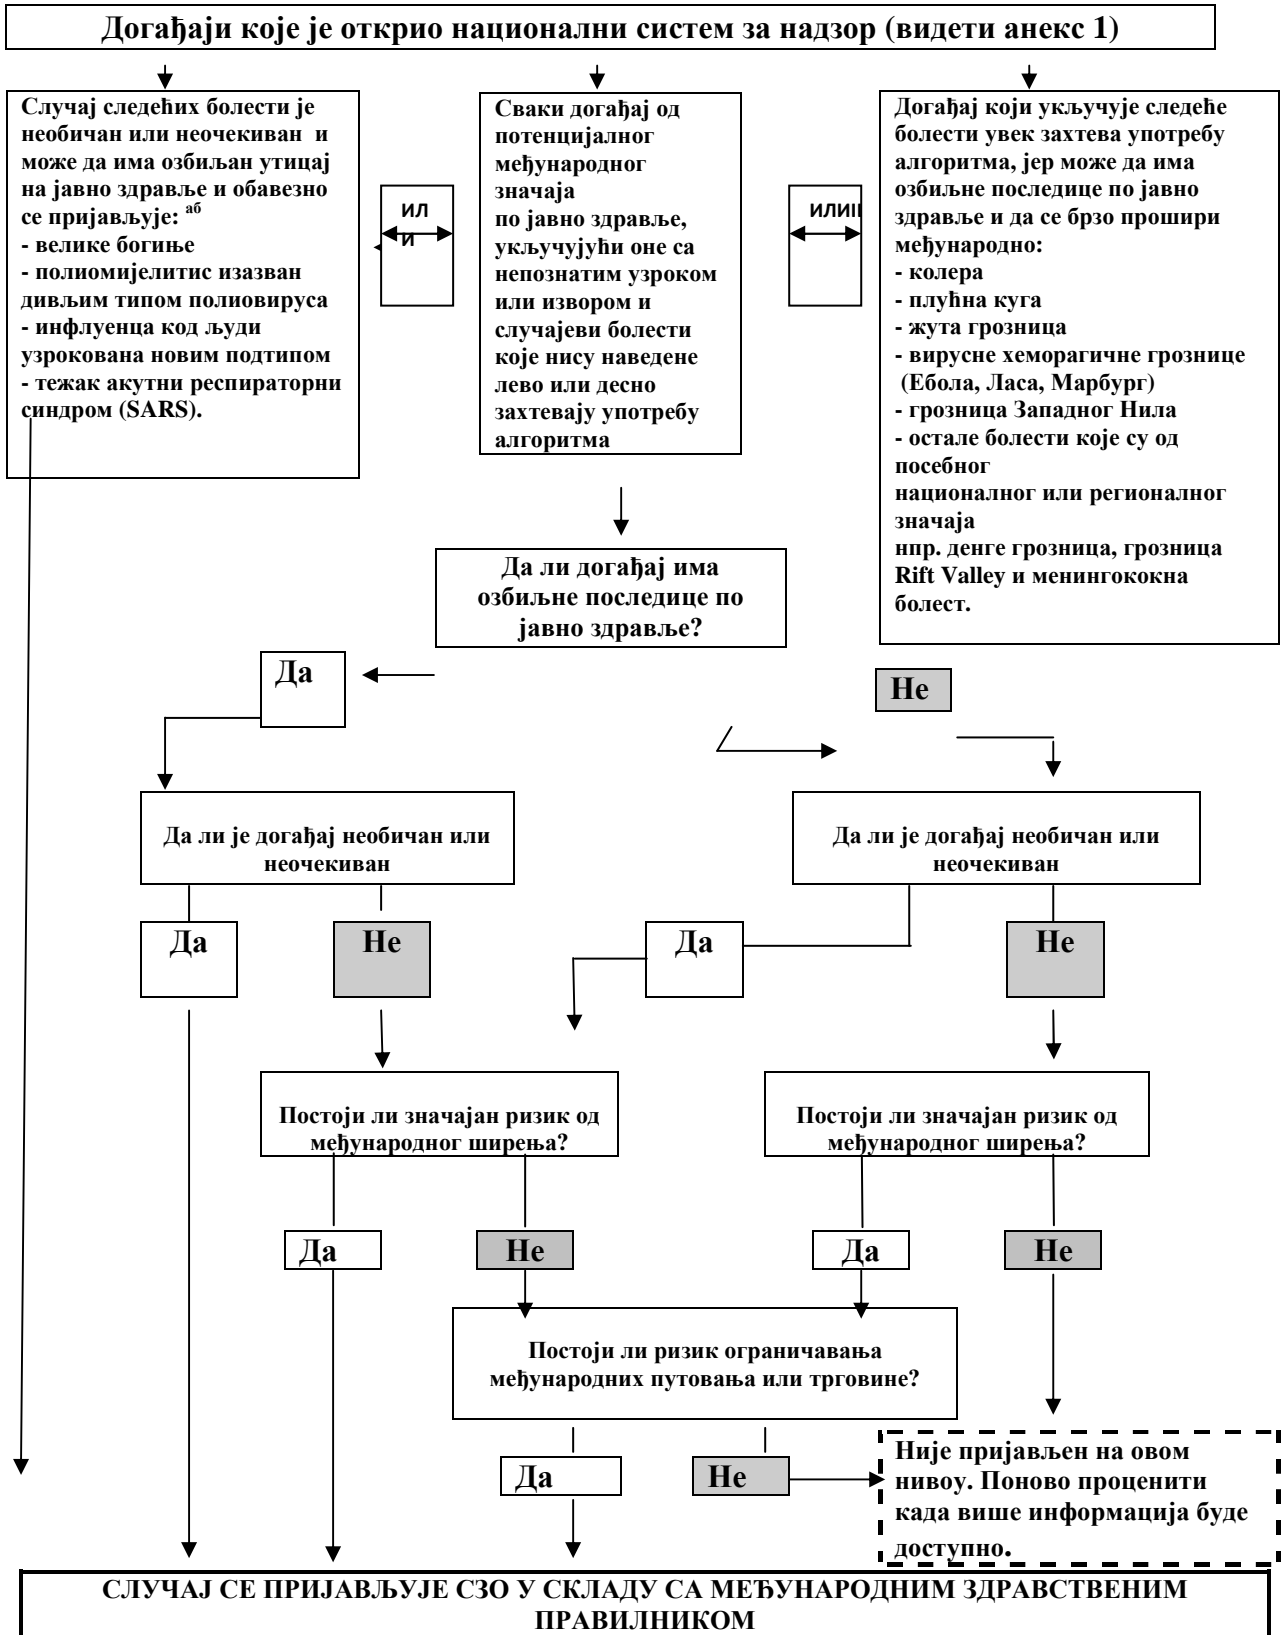 Догађаји које је открио национални систем за надзор (видети анекс 1)
Случај следећих болести је
необичан или неочекиван и
може да има озбиљан утицај
на јавно здравље и обавезно
се пријављује: аб
- велике богиње
- полиомијелитис изазван
дивљим типом полиовируса
- инфлуенца код људи
узрокована новим подтипом
- тежак акутни респираторни
синдром (SARS).
ИЛ
И
Сваки догађај од
потенцијалног
међународног
значаја
по јавно здравље,
укључујући оне са
непознатим узроком
или извором и
случајеви болести
које нису наведене
лево или десно
захтевају употребу
алгоритма
ИЛИII
Догађај који укључује следеће
болести увек захтева употребу
алгоритма, јер може да има
озбиљне последице по јавно
здравље и да се брзо прошири
међународно:
- колера
- плућна куга
- жута грозница
- вирусне хеморагичне грознице
(Ебола, Ласа, Марбург)
- грозница Западног Нила
- остале болести које су од
посебног
националног или регионалног
значаја
нпр. денге грозница, грозница
Rift Valley и менингококна
болест.
Да ли догађај има
озбиљне последице по
јавно здравље?
Да
Не
Да ли је догађај необичан или
неочекиван
Да ли је догађај необичан или
неочекиван
Да
Не
Да
Не
Постоји ли значајан ризик од
међународног ширења?
Постоји ли значајан ризик од
међународног ширења?
Да
Не
Да
Не
Постоји ли ризик ограничавања
међународних путовања или трговине?
Да
Не
Није пријављен на овом
нивоу. Поново проценити
када више информација буде
доступно.
СЛУЧАЈ СЕ ПРИЈАВЉУЈЕ СЗО У СКЛАДУ СА МЕЂУНАРОДНИМ ЗДРАВСТВЕНИМ
ПРАВИЛНИКОМ